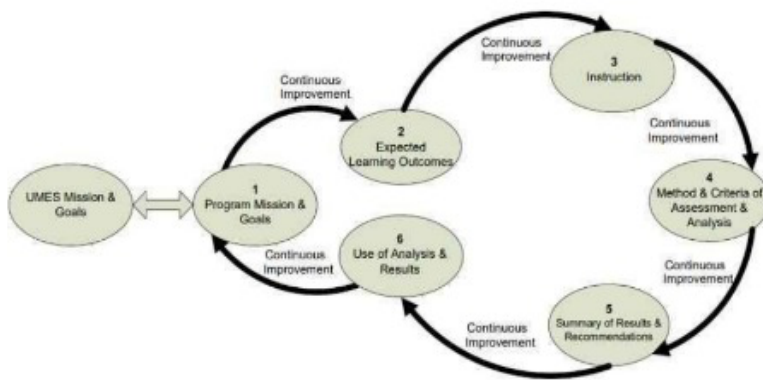 UMES Mission &
Goals
1
Program Mission &
Goals
Continuous
Improvement
2
Expected
Learning Outcomes
Continuous
Improvement
3
Instruction
Continuous
Improvement
4
Method & Criteria of
Assessment &
Analysis
Continuous
Improvement
5
Summary of Results &
Recommendations
Continuous
Improvement
6
Use of Analysis &
Results
Continuous
Improvement